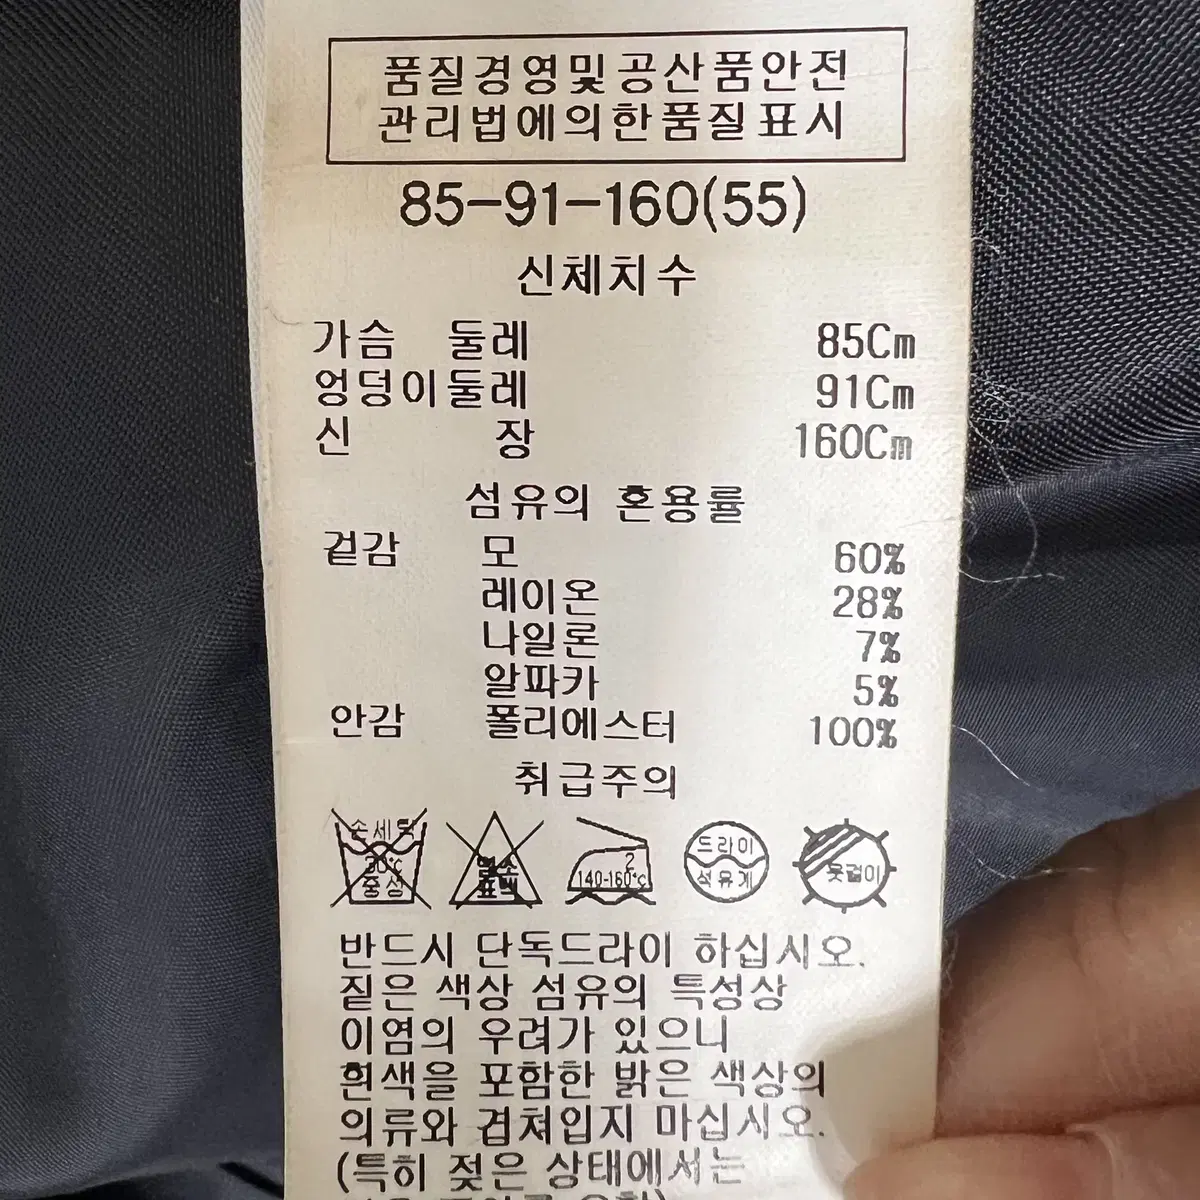 품질경영및공산품안전
관리법에의한품질표시
85-91-160(55)
신체치수
가슴 둘레 85Cm
엉덩이둘레 91Cm
신 장 160Cm
섬유의 혼용률
겉감 모 60%
레이온 28%
나일론 7%
알파카 5%
안감 폴리에스터 100%
취급주의
손세탁 30℃ 중성
염소 표백
2 140-160℃
드라이 석유계
옷걸이
반드시 단독드라이 하십시오.
짙은 색상 섬유의 특성상
이염의 우려가 있으니
흰색을 포함한 밝은 색상의
의류와 겹쳐입지 마십시오.
(특히 젖은 상태에서는